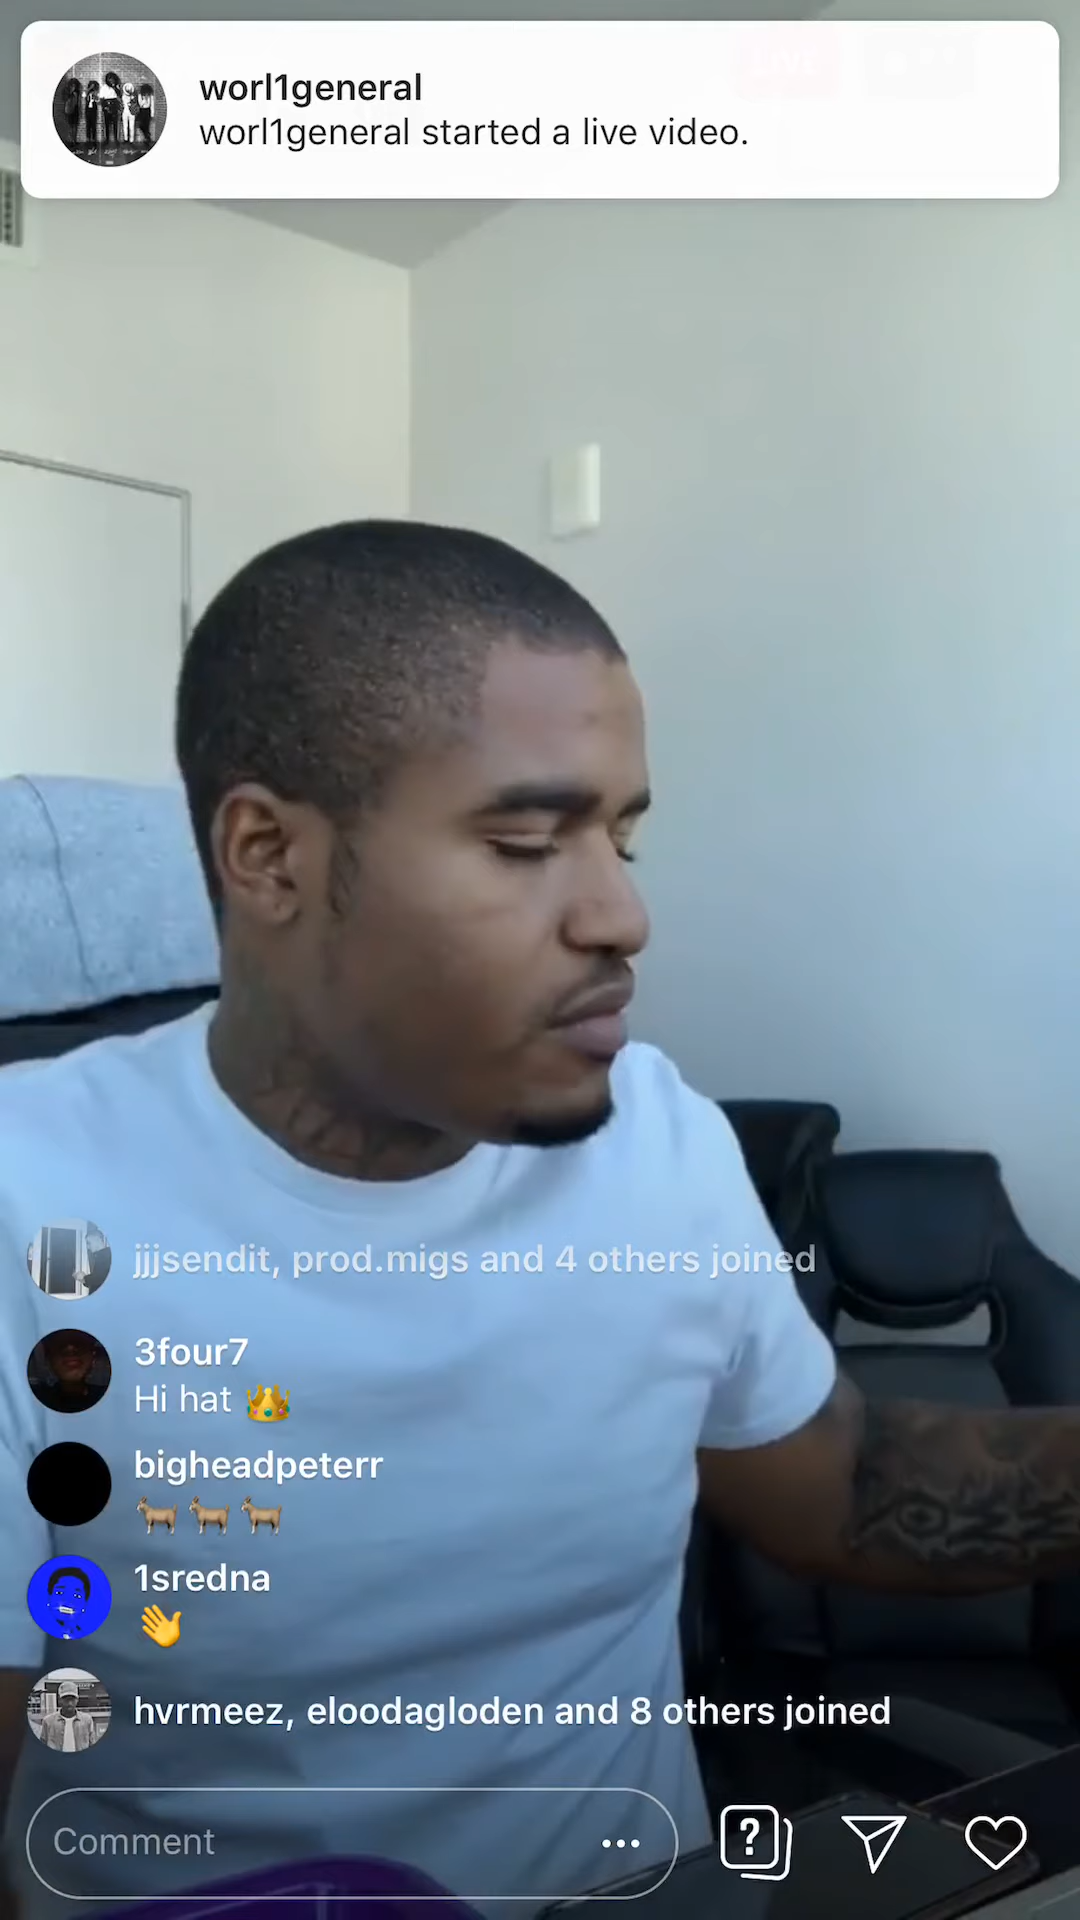 worl1general
worl1general started a live video.
jjjsendit, prod.migs and 4 others joined
3four7
Hi hat 👑
bigheadpeterr
🐐🐐🐐
1sredna
👋
hvrmeez, eloodagloden and 8 others joined
Comment